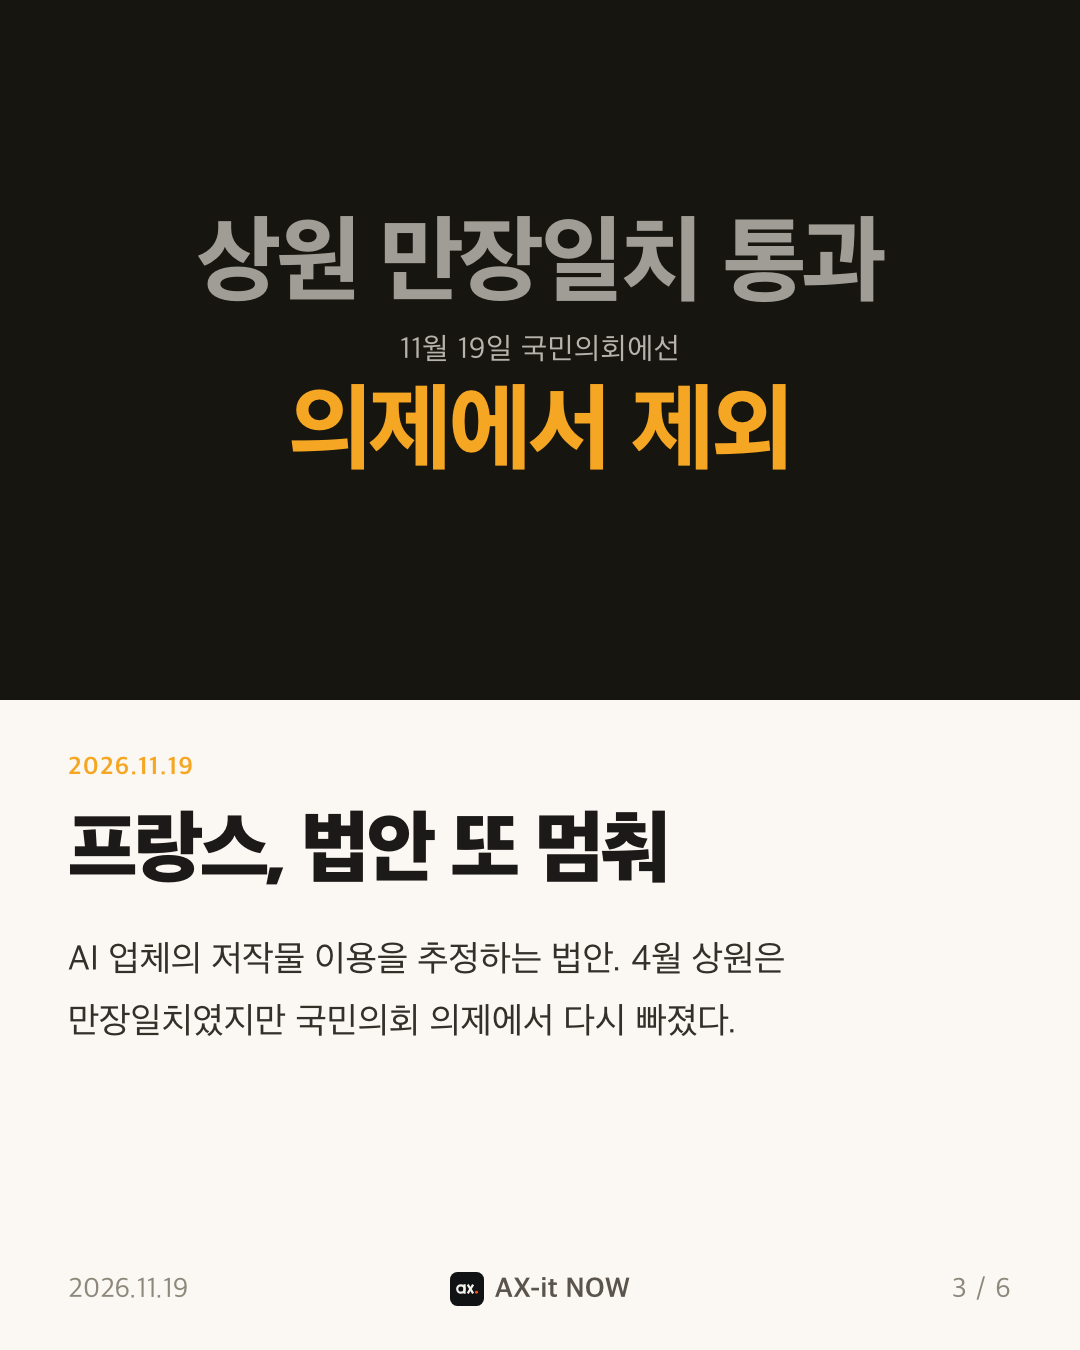 상원 만장일치 통과
11월 19일 국민의회에선
의제에서 제외
2026.11.19
프랑스, 법안 또 멈춰
AI 업체의 저작물 이용을 추정하는 법안. 4월 상원은
만장일치였지만 국민의회 의제에서 다시 빠졌다.
2026.11.19
ax. AX-it NOW
3 / 6